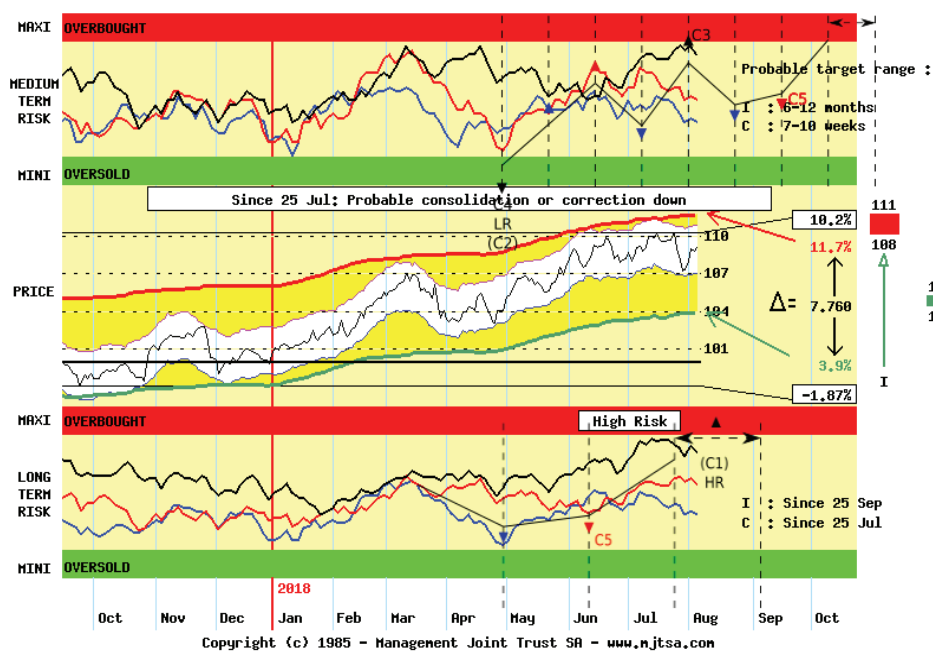 MAXI OVERBOUGHT
C3
Probable target range :
MEDIUM
TERM
RISK
C5
I : 6-12 months
C : 7-10 weeks
MINI OVERSOLD
Since 25 Jul: Probable consolidation or correction down
C4
LR
(C2)
10.2%
111
110
11.7%
108
107
PRICE
Δ= 7.760
104
101
3.9%
I
-1.87%
MAXI OVERBOUGHT
High Risk
(C1)
HR
LONG
TERM
RISK
I : Since 25 Sep
C : Since 25 Jul
C5
MINI OVERSOLD
2018
Oct Nov Dec Jan Feb Mar Apr May Jun Jul Aug Sep Oct
Copyright (c) 1985 - Management Joint Trust SA - www.mjtsa.com